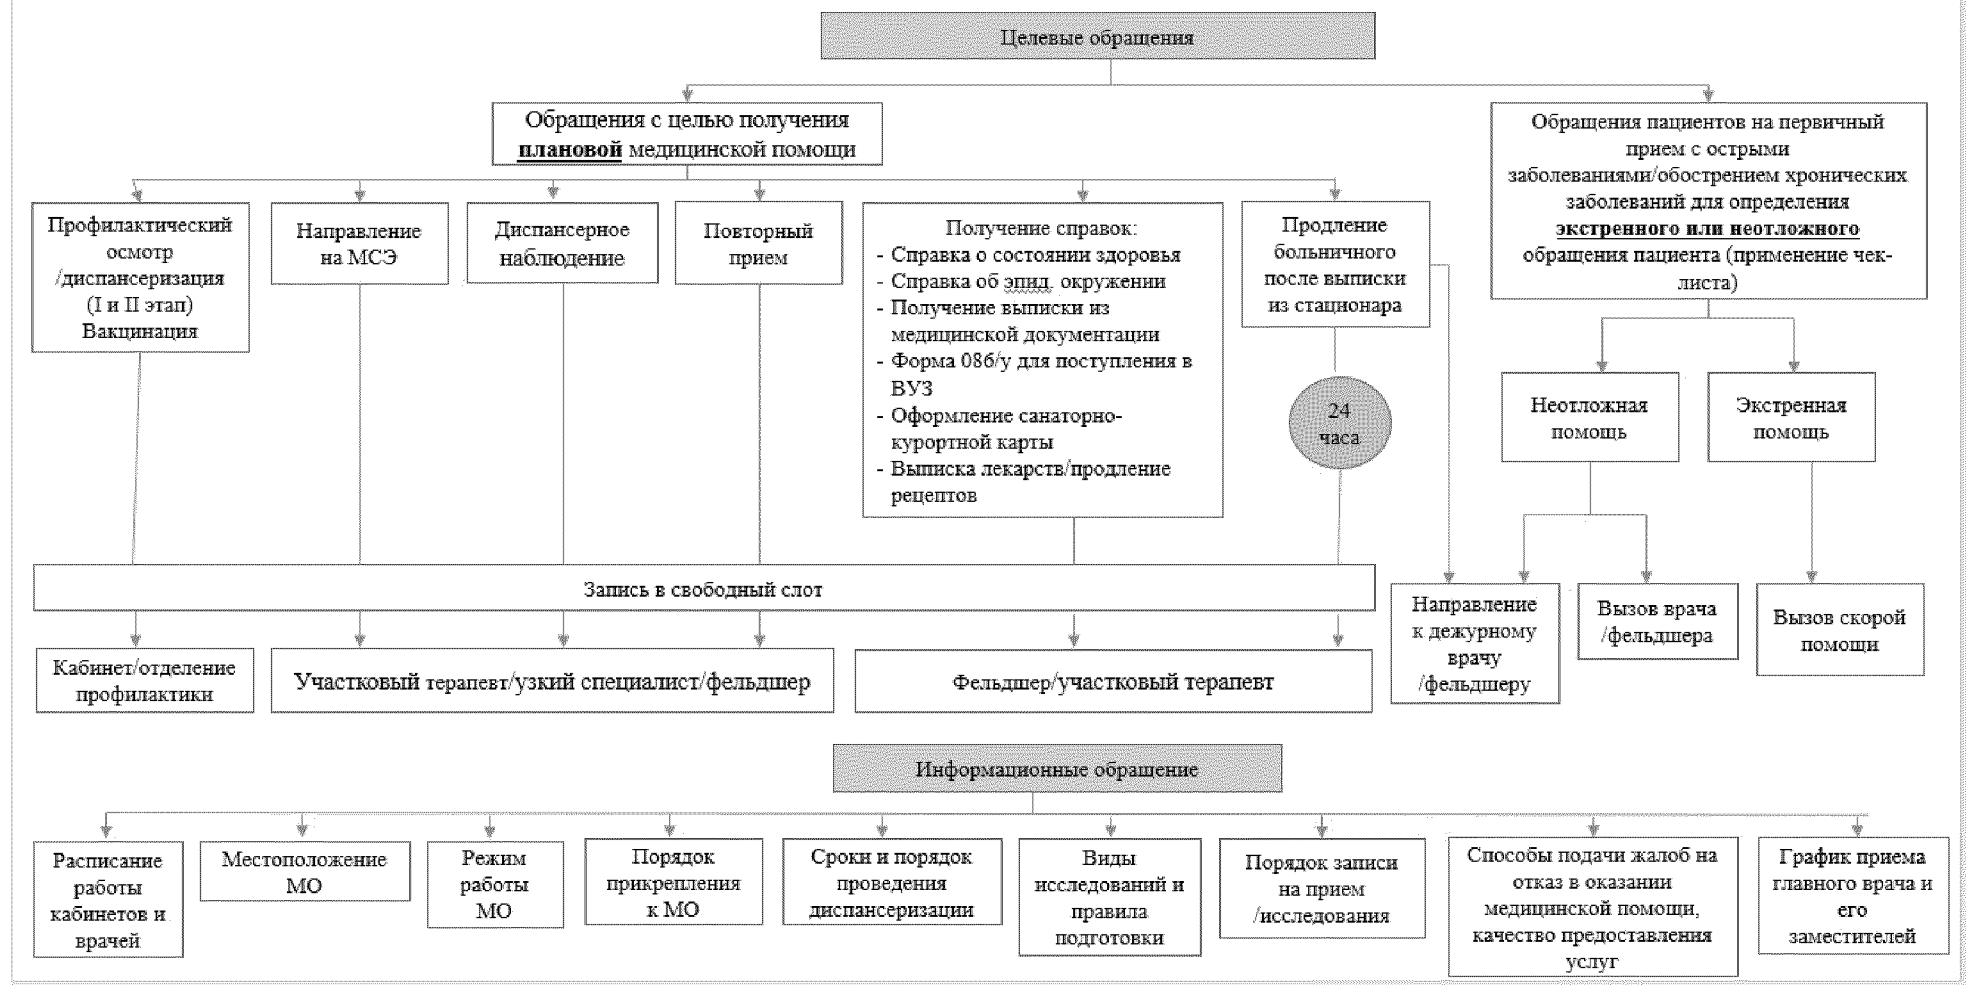 Целевые обращения
Обращения с целью получения
плановой медицинской помощи
Обращения пациентов на первичный
прием с острыми
заболеваниями/обострением хронических
заболеваний для определения
экстренного или неотложного
обращения пациента (применение чек-
листа)
Профилактический
осмотр
/диспансеризация
(I и II этап)
Вакцинация
Направление
на МСЭ
Диспансерное
наблюдение
Повторный
прием
Получение справок:
- Справка о состоянии здоровья
- Справка об эпид. окружении
- Получение выписки из
медицинской документации
- Форма 086/у для поступления в
ВУЗ
- Оформление санаторно-
курортной карты
- Выписка лекарств/продление
рецептов
Продление
больничного
после выписки
из стационара
24
часа
Неотложная
помощь
Экстренная
помощь
Запись в свободный слот
Направление
к дежурному
врачу
/фельдшеру
Вызов врача
/фельдшера
Вызов скорой
помощи
Кабинет/отделение
профилактики
Участковый терапевт/узкий специалист/фельдшер
Фельдшер/участковый терапевт
Информационные обращение
Расписание
работы
кабинетов и
врачей
Местоположение
МО
Режим
работы
МО
Порядок
прикрепления
к МО
Сроки и порядок
проведения
диспансеризации
Виды
исследований и
правила
подготовки
Порядок записи
на прием
/исследования
Способы подачи жалоб на
отказ в оказании
медицинской помощи,
качество предоставления
услуг
График приема
главного врача и
его
заместителей